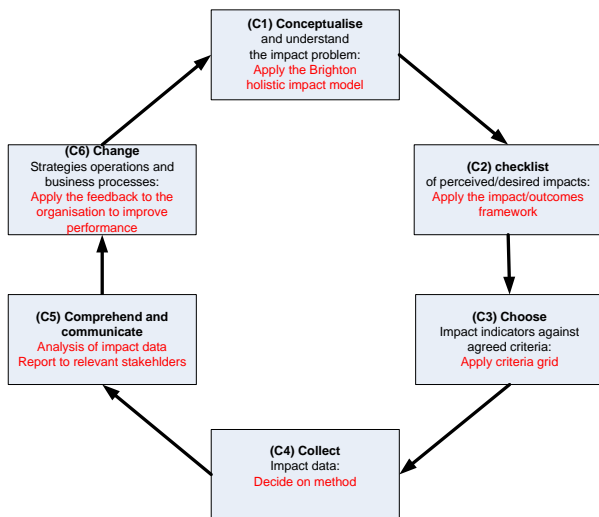 (C1) Conceptualise
and understand
the impact problem:
Apply the Brighton
holistic impact model
(C2) checklist
of perceived/desired impacts:
Apply the impact/outcomes
framework
(C3) Choose
Impact indicators against
agreed criteria:
Apply criteria grid
(C4) Collect
Impact data:
Decide on method
(C5) Comprehend and
communicate
Analysis of impact data
Report to relevant stakehlders
(C6) Change
Strategies operations and
business processes:
Apply the feedback to the
organisation to improve
performance